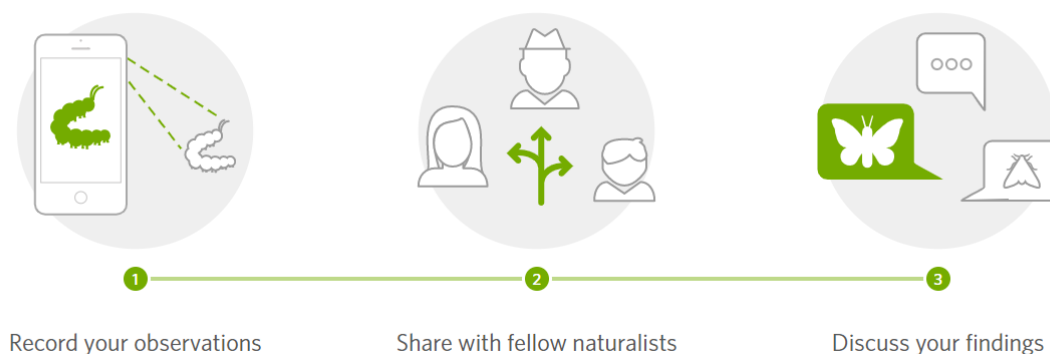 1
2
3
Record your observations
Share with fellow naturalists
Discuss your findings